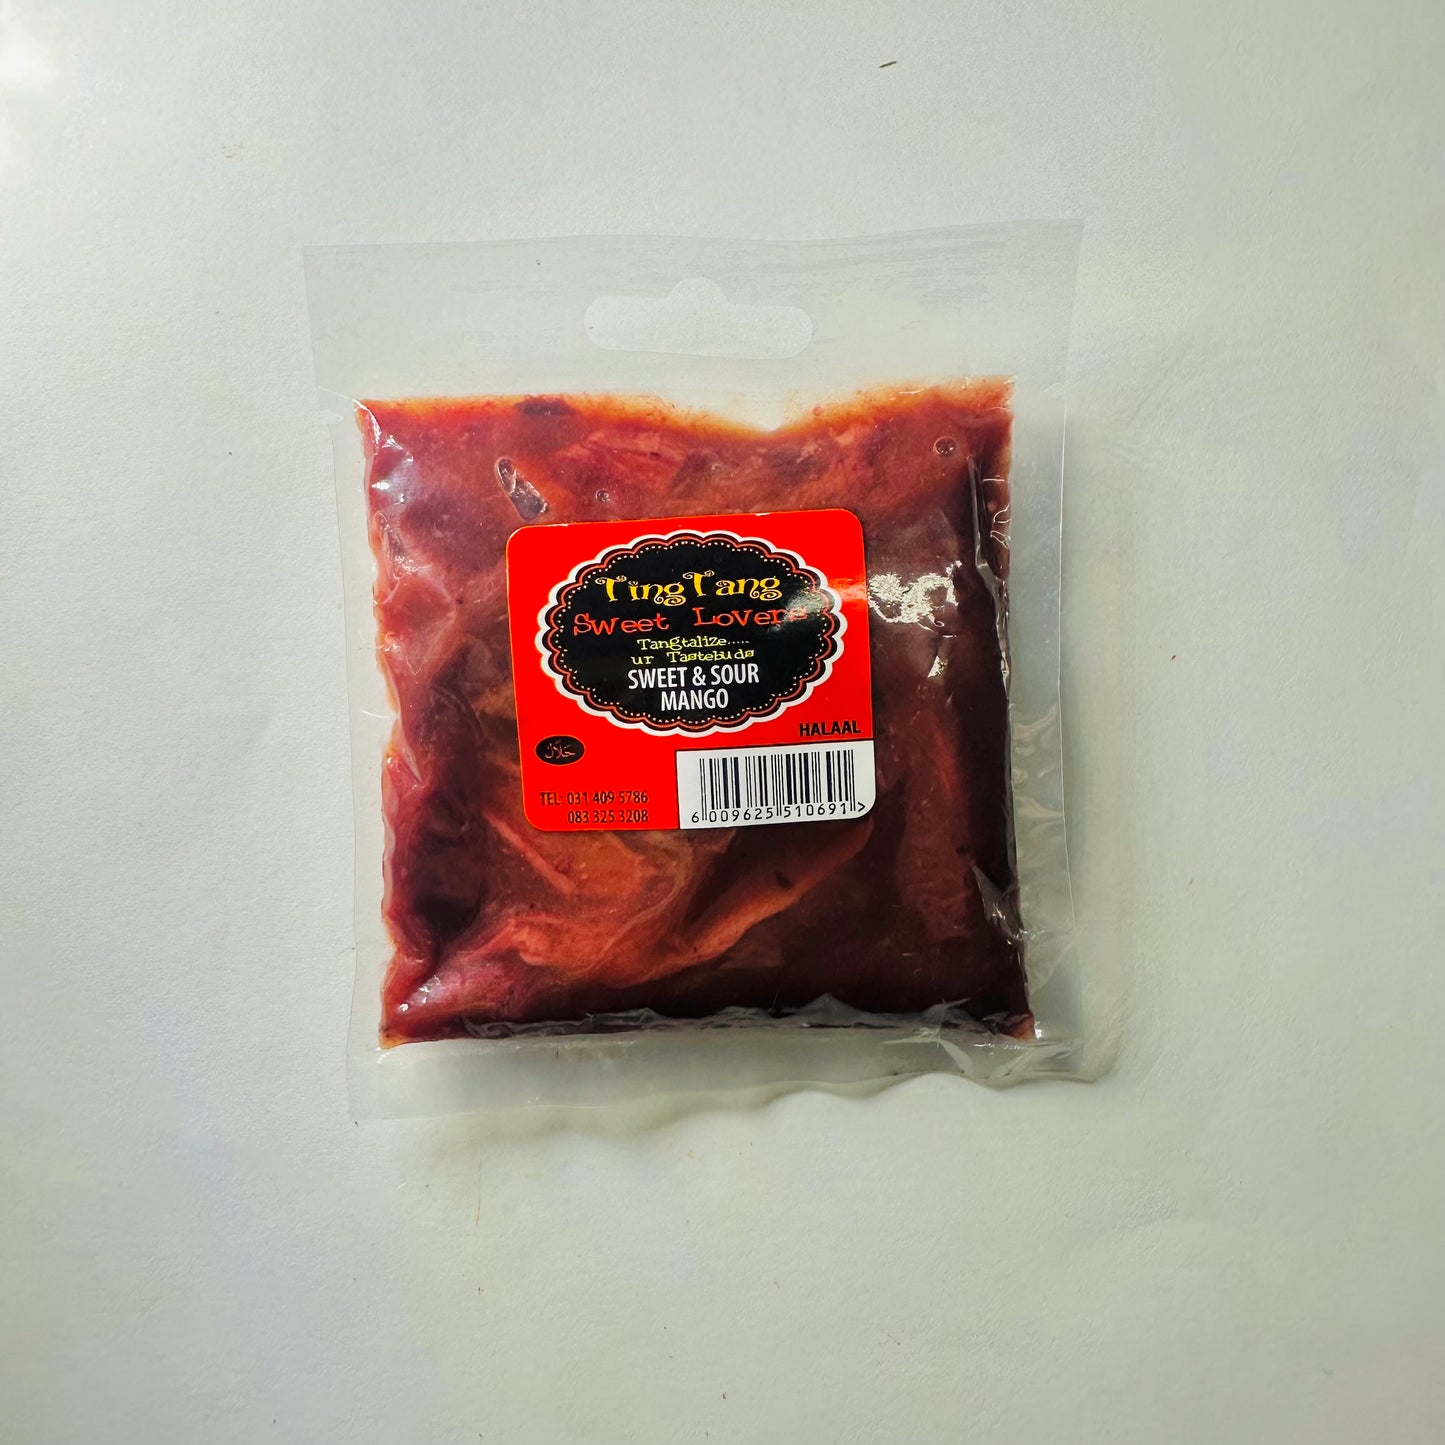 TingTang
Sweet Lovers
Tangtalize.....
ur Tastebuds
SWEET & SOUR
MANGO
HALAAL
حلال
TEL: 031 409 5786
083 325 3208
6 009625 510691 >